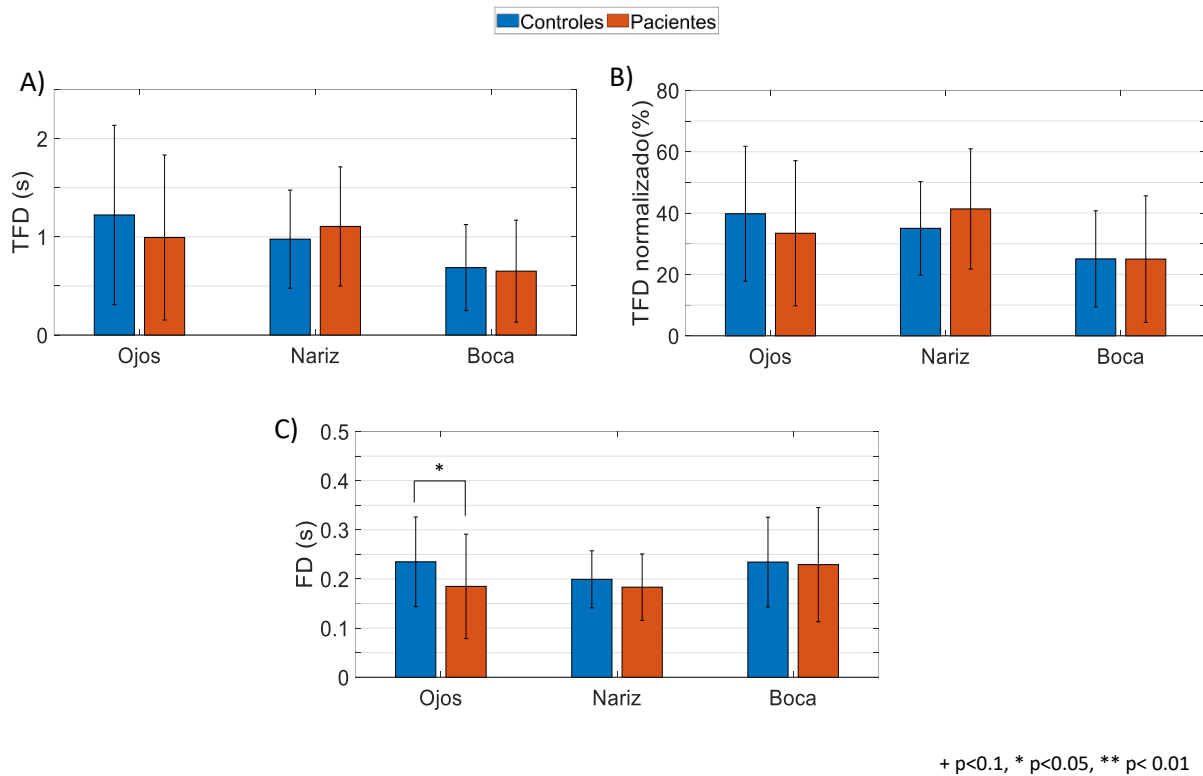 Controles Pacientes
A)
TFD (s)
2
1
0
Ojos Nariz Boca
B)
TFD normalizado(%)
80
60
40
20
0
Ojos Nariz Boca
C)
FD (s)
0.5
0.4
0.3
0.2
0.1
0
*
Ojos Nariz Boca
+ p<0.1, * p<0.05, ** p< 0.01